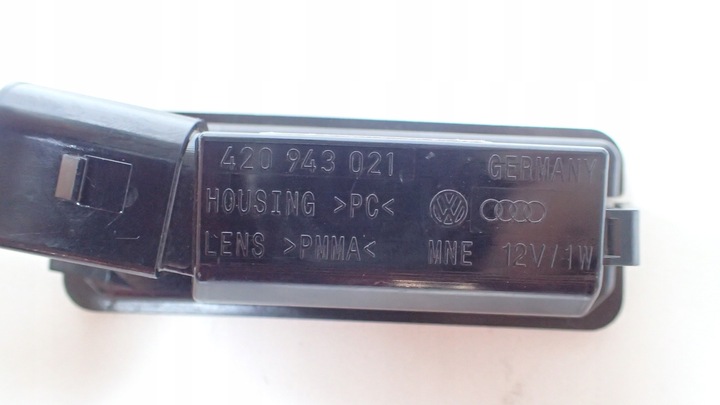 420 943 021 GERMANY
HOUSING >PC<
LENS >PMMA< MNE 12V/1W